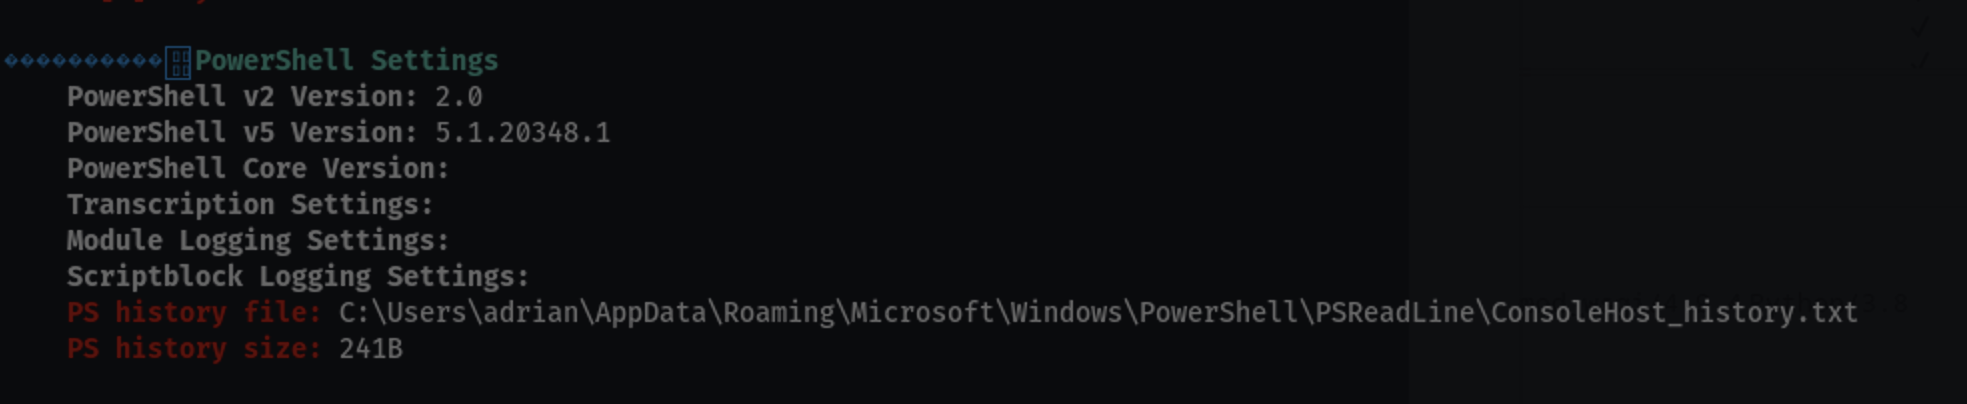 PowerShell Settings
PowerShell v2 Version: 2.0
PowerShell v5 Version: 5.1.20348.1
PowerShell Core Version:
Transcription Settings:
Module Logging Settings:
Scriptblock Logging Settings:
PS history file: C:\Users\adrian\AppData\Roaming\Microsoft\Windows\PowerShell\PSReadLine\ConsoleHost_history.txt
PS history size: 241B